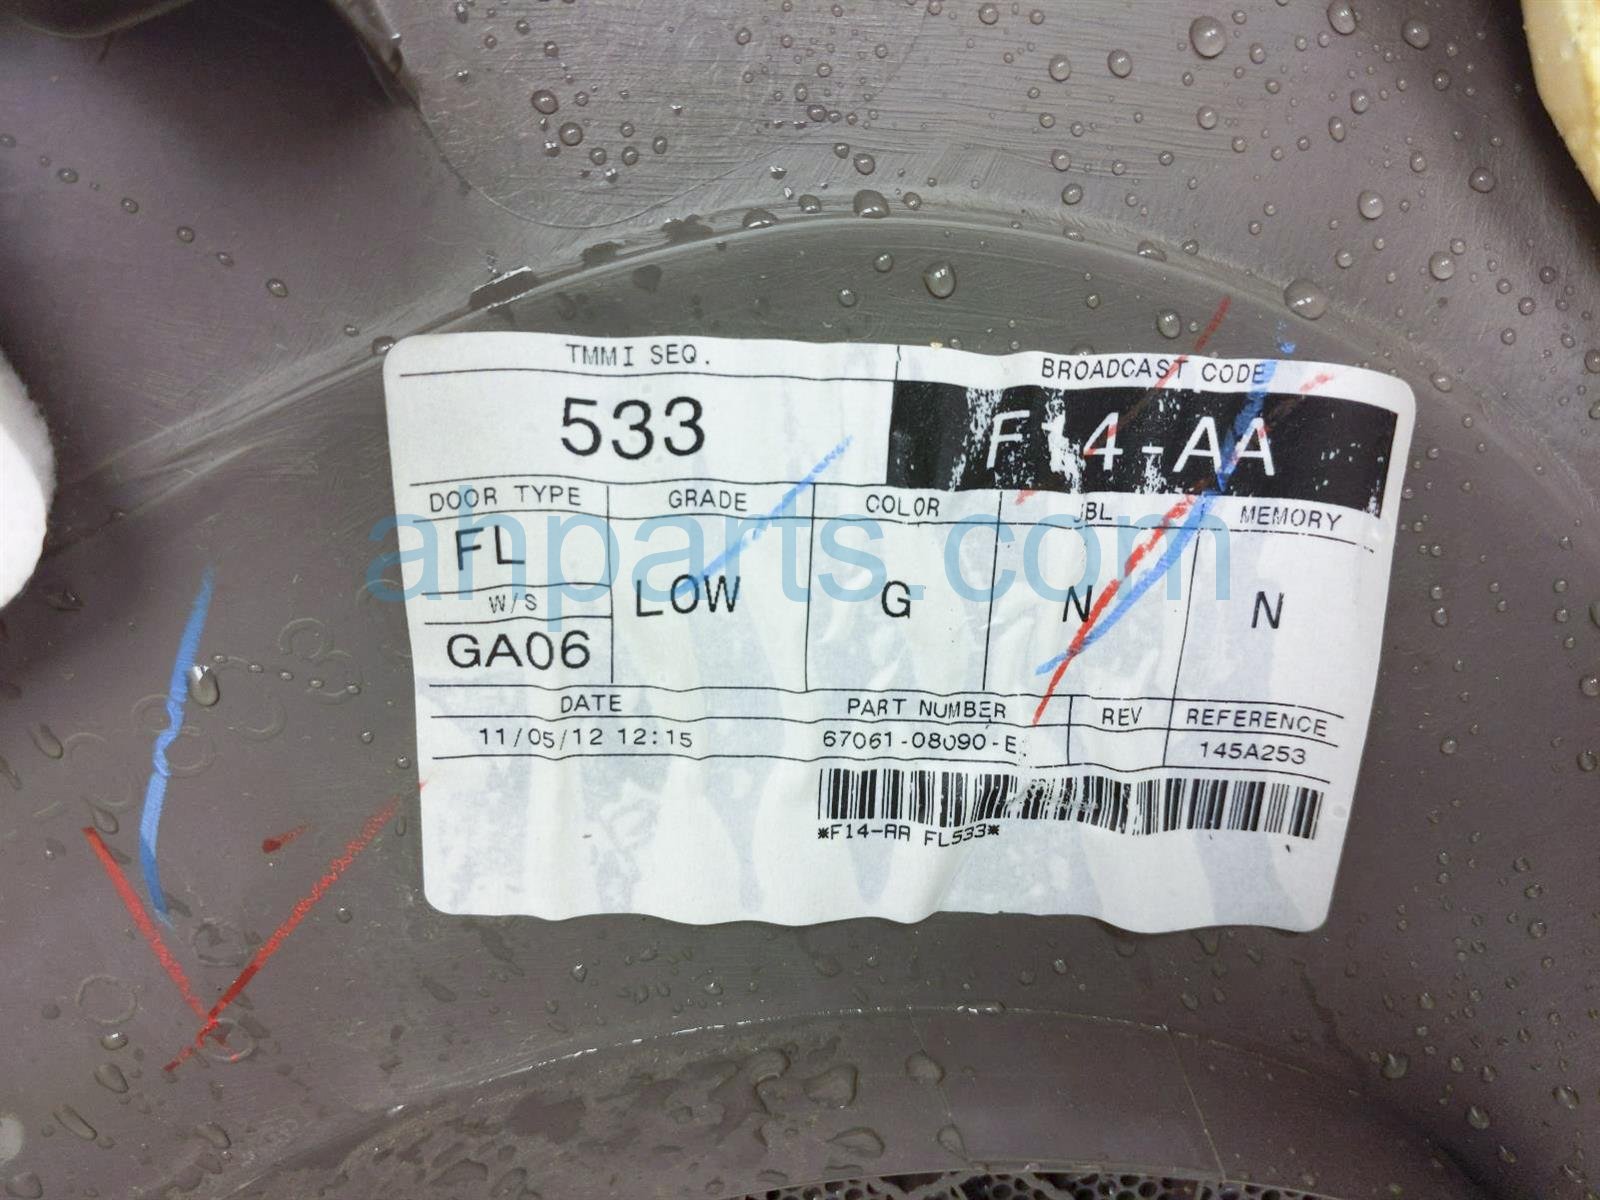 TMMI SEQ. BROADCAST CODE
533 F14-AA
DOOR TYPE GRADE COLOR JBL MEMORY
FL
LOW G N N
W/S
GA06
DATE PART NUMBER REV REFERENCE
11/05/12 12:15 67061-08090-E 145A253
*F14-AA FL533*
ahparts.com